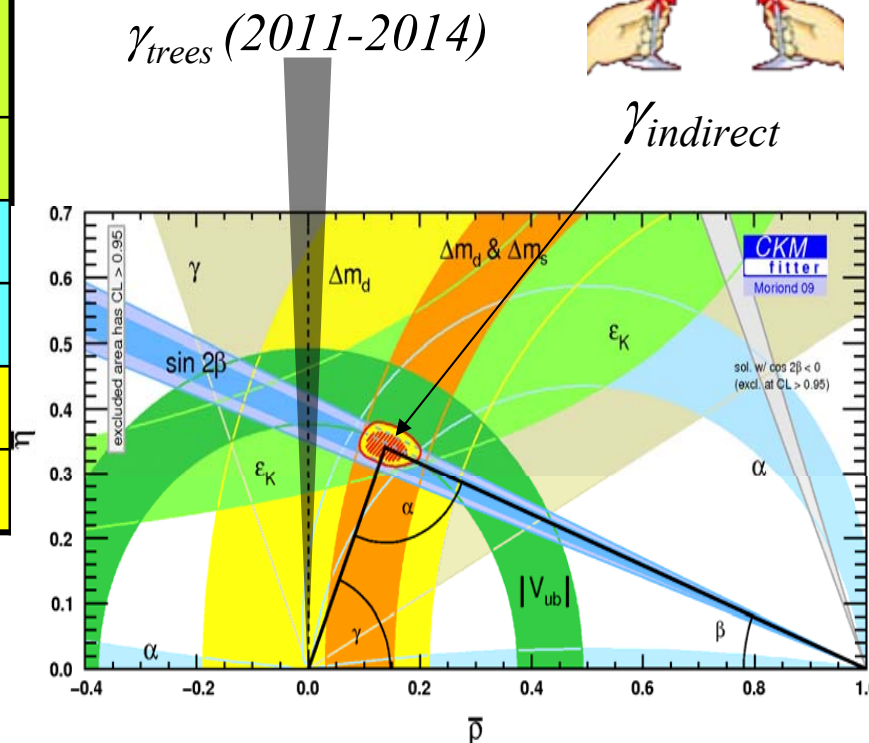 γtrees (2011-2014)
γindirect
excluded area has CL > 0.95
γ
Δmd
Δmd & Δms
CKM
fitter
Moriond 09
εK
sin 2β
sol. w/ cos 2β < 0
(excl. at CL > 0.95)
α
εK
α
|Vub|
γ
β
α
0.7
0.6
0.5
0.4
0.3
0.2
0.1
0.0
η̄
−0.4
−0.2
0.0
0.2
0.4
0.6
0.8
1.
ρ̄